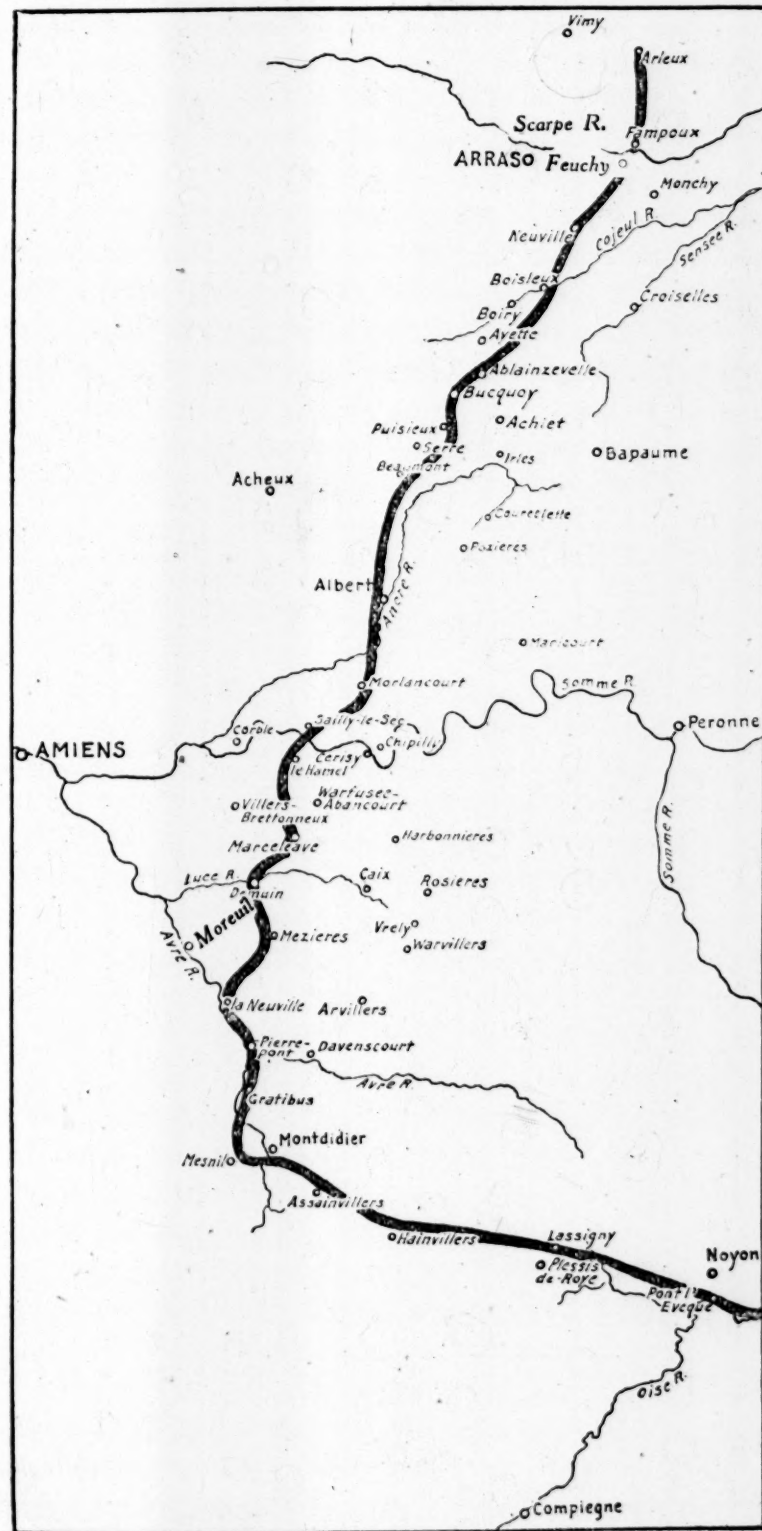 Vimy
Arleux
Scarpe R.
Fampoux
ARRAS Feuchy
Monchy
Neuville
Cojeul R.
Sensee R.
Boisleux
Boiry
Croiselles
Ayette
Ablainzevelle
Bucquoy
Achiet
Puisieux
Serre
Irles
Bapaume
Beaumont
Acheux
Courcelette
Pozieres
Albert
Ancre R.
Maricourt
Morlancourt
Somme R.
Sailly-le-Sec
Peronne
Corbie
Chipilly
AMIENS
Cerisy
le Hamel
Warfusee-
Abancourt
Villers-
Brettonneux
Somme R.
Marceleave
Harbonnieres
Luce R.
Caix
Demuin
Rosieres
Moreuil
Avre R.
Mezieres
Vrely
Warvillers
la Neuville
Arvillers
Pierre-
pont
Davenscourt
Avre R.
Gratibus
Montdidier
Mesnil
Assainvillers
Hainvillers
Lassigny
Plessis
de-Roye
Noyon
Pont l'
Eveque
Oise R.
Compiegne